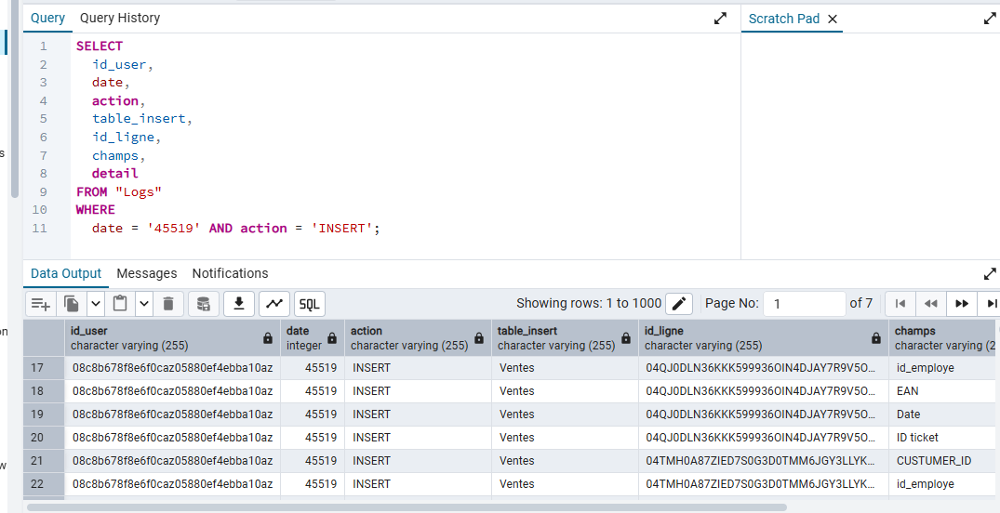 Query Query History Scratch Pad
1 SELECT
2 id_user,
3 date,
4 action,
5 table_insert,
6 id_ligne,
7 champs,
8 detail
9 FROM "Logs"
10 WHERE
11 date = '45519' AND action = 'INSERT';
Data Output Messages Notifications
SQL Showing rows: 1 to 1000 Page No: 1 of 7
id_user date action table_insert id_ligne champs
character varying (255) integer character varying (255) character varying (255) character varying (255) character varying (2
17 08c8b678f8e6f0caz05880ef4ebba10az 45519 INSERT Ventes 04QJ0DLN36KKK599936OIN4DJAY7R9V5O... id_employe
18 08c8b678f8e6f0caz05880ef4ebba10az 45519 INSERT Ventes 04QJ0DLN36KKK599936OIN4DJAY7R9V5O... EAN
19 08c8b678f8e6f0caz05880ef4ebba10az 45519 INSERT Ventes 04QJ0DLN36KKK599936OIN4DJAY7R9V5O... Date
20 08c8b678f8e6f0caz05880ef4ebba10az 45519 INSERT Ventes 04QJ0DLN36KKK599936OIN4DJAY7R9V5O... ID ticket
21 08c8b678f8e6f0caz05880ef4ebba10az 45519 INSERT Ventes 04TMH0A87ZIED7S0G3D0TMM6JGY3LLYK... CUSTUMER_ID
22 08c8b678f8e6f0caz05880ef4ebba10az 45519 INSERT Ventes 04TMH0A87ZIED7S0G3D0TMM6JGY3LLYK... id_employe